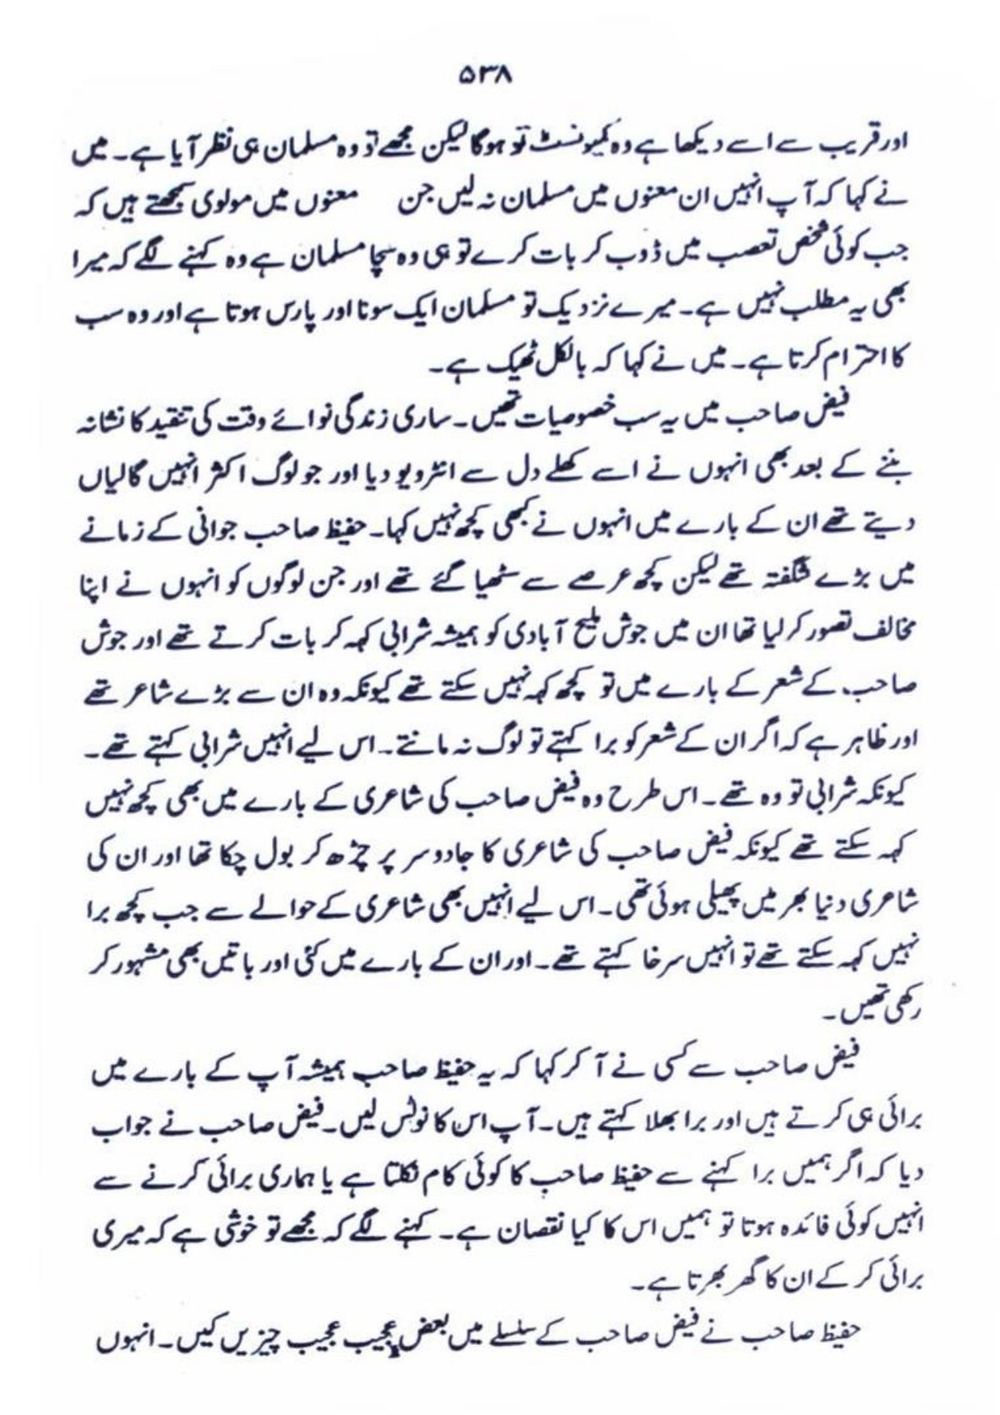 ۵۳۸
اور قریب سے اسے دیکھا ہے وہ کمیونسٹ تو ہوگا لیکن مجھے تو وہ مسلمان ہی نظر آیا ہے۔ میں
نے کہا کہ آپ انہیں ان معنوں میں مسلمان نہ لیں جن معنوں میں مولوی سمجھتے ہیں کہ
جب کوئی شخص تعصب میں ڈوب کر بات کرے تو ہی وہ سچا مسلمان ہے وہ کہنے لگے کہ میرا
بھی یہ مطلب نہیں ہے۔ میرے نزدیک تو مسلمان ایک سونا اور پارس ہوتا ہے اور وہ سب
کا احترام کرتا ہے۔ میں نے کہا کہ بالکل ٹھیک ہے۔
فیض صاحب میں یہ سب خصوصیات تھیں۔ ساری زندگی نوائے وقت کی تنقید کا نشانہ
بننے کے بعد بھی انہوں نے اسے کھلے دل سے انٹرویو دیا اور جو لوگ اکثر انہیں گالیاں
دیتے تھے ان کے بارے میں انہوں نے کبھی کچھ نہیں کہا۔ حفیظ صاحب جوانی کے زمانے
میں بڑے شگفتہ تھے لیکن کچھ عرصے سے سٹھیا گئے تھے اور جن لوگوں کو انہوں نے اپنا
مخالف تصور کر لیا تھا ان میں جوش ملیح آبادی کو ہمیشہ شرابی کہہ کر بات کرتے تھے اور جوش
صاحب کے شعر کے بارے میں تو کچھ کہہ نہیں سکتے تھے کیونکہ وہ ان سے بڑے شاعر تھے
اور ظاہر ہے کہ اگر ان کے شعر کو برا کہتے تو لوگ نہ مانتے۔ اس لیے انہیں شرابی کہتے تھے۔
کیونکہ شرابی تو وہ تھے۔ اس طرح وہ فیض صاحب کی شاعری کے بارے میں بھی کچھ نہیں
کہہ سکتے تھے کیونکہ فیض صاحب کی شاعری کا جادو سر پر چڑھ کر بول چکا تھا اور ان کی
شاعری دنیا بھر میں پھیلی ہوئی تھی۔ اس لیے انہیں بھی شاعری کے حوالے سے جب کچھ برا
نہیں کہہ سکتے تھے تو انہیں سرخا کہتے تھے۔ اور ان کے بارے میں کئی اور باتیں بھی مشہور کر
رکھی تھیں۔
فیض صاحب سے کسی نے آ کر کہا کہ یہ حفیظ صاحب ہمیشہ آپ کے بارے میں
برائی ہی کرتے ہیں اور برا بھلا کہتے ہیں۔ آپ اس کا نوٹس لیں۔ فیض صاحب نے جواب
دیا کہ اگر ہمیں برا کہنے سے حفیظ صاحب کا کوئی کام نکلتا ہے یا ہماری برائی کرنے سے
انہیں کوئی فائدہ ہوتا تو ہمیں اس کا کیا نقصان ہے۔ کہنے لگے کہ مجھے تو خوشی ہے کہ میری
برائی کر کے ان کا گھر بھرتا ہے۔
حفیظ صاحب نے فیض صاحب کے سلسلے میں بعض عجیب عجیب چیزیں کیں۔ انہوں